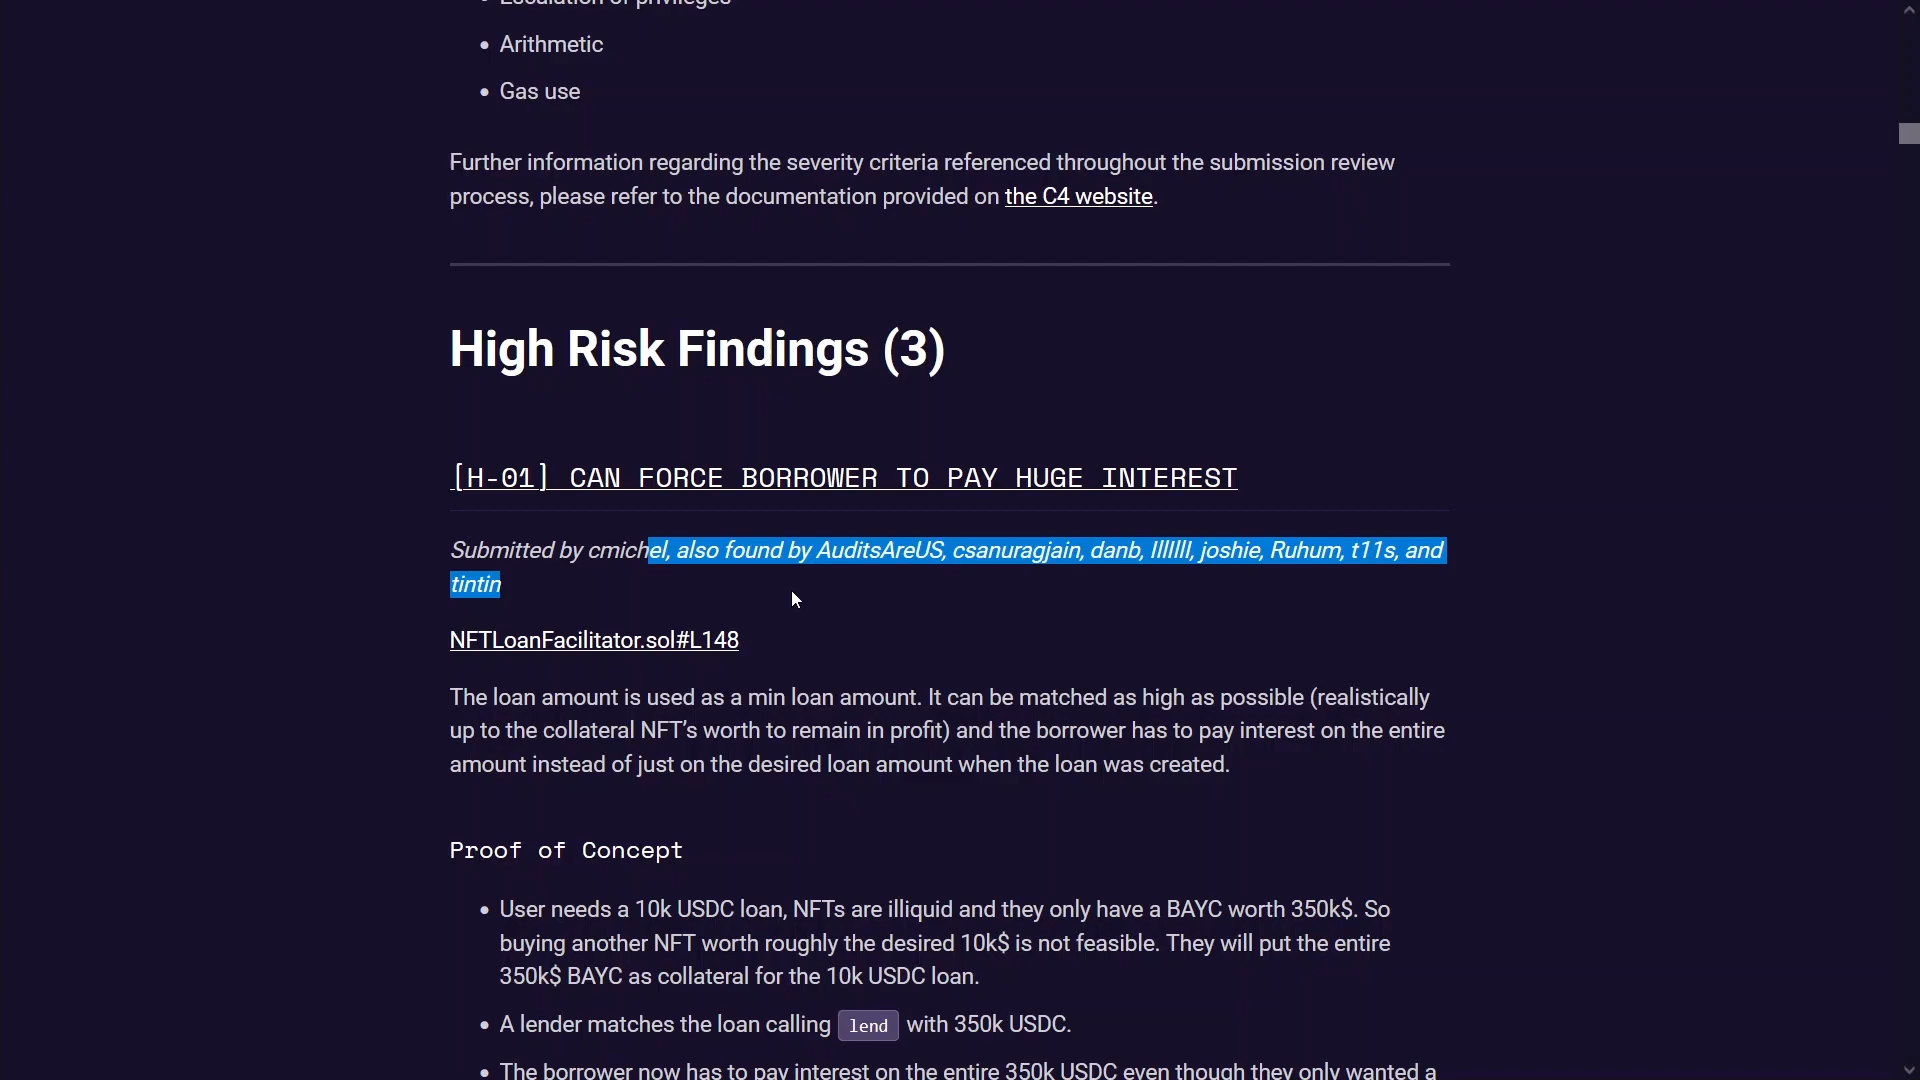 Escalation of privileges
Arithmetic
Gas use
Further information regarding the severity criteria referenced throughout the submission review
process, please refer to the documentation provided on the C4 website.
High Risk Findings (3)
[H-01] CAN FORCE BORROWER TO PAY HUGE INTEREST
Submitted by cmichel, also found by AuditsAreUS, csanuragjain, danb, IllIllI, joshie, Ruhum, t11s, and
tintin
NFTLoanFacilitator.sol#L148
The loan amount is used as a min loan amount. It can be matched as high as possible (realistically
up to the collateral NFT’s worth to remain in profit) and the borrower has to pay interest on the entire
amount instead of just on the desired loan amount when the loan was created.
Proof of Concept
User needs a 10k USDC loan, NFTs are illiquid and they only have a BAYC worth 350k$. So
buying another NFT worth roughly the desired 10k$ is not feasible. They will put the entire
350k$ BAYC as collateral for the 10k USDC loan.
A lender matches the loan calling lend with 350k USDC.
The borrower now has to pay interest on the entire 350k USDC even though they only wanted a